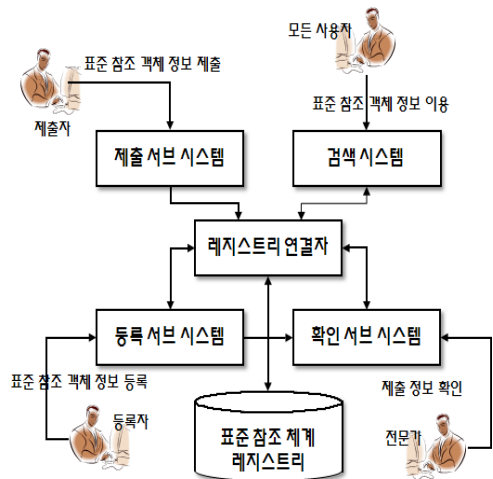 모든 사용자
표준 참조 객체 정보 제출
제출자
표준 참조 객체 정보 이용
제출 서브 시스템
검색 시스템
레지스트리 연결자
등록 서브 시스템
확인 서브 시스템
표준 참조 객체 정보 등록
등록자
제출 정보 확인
전문가
표준 참조 체계
레지스트리